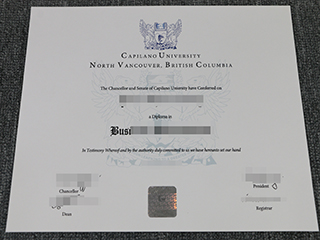 CAPILANO UNIVERSITY
NORTH VANCOUVER, BRITISH COLUMBIA
The Chancellor and Senate of Capilano University have Conferred on
a Diploma in
Busi
In Testimony Whereof and by the authority duly committed to us we have hereunto set our hand
Chancellor
President
Dean
Registrar